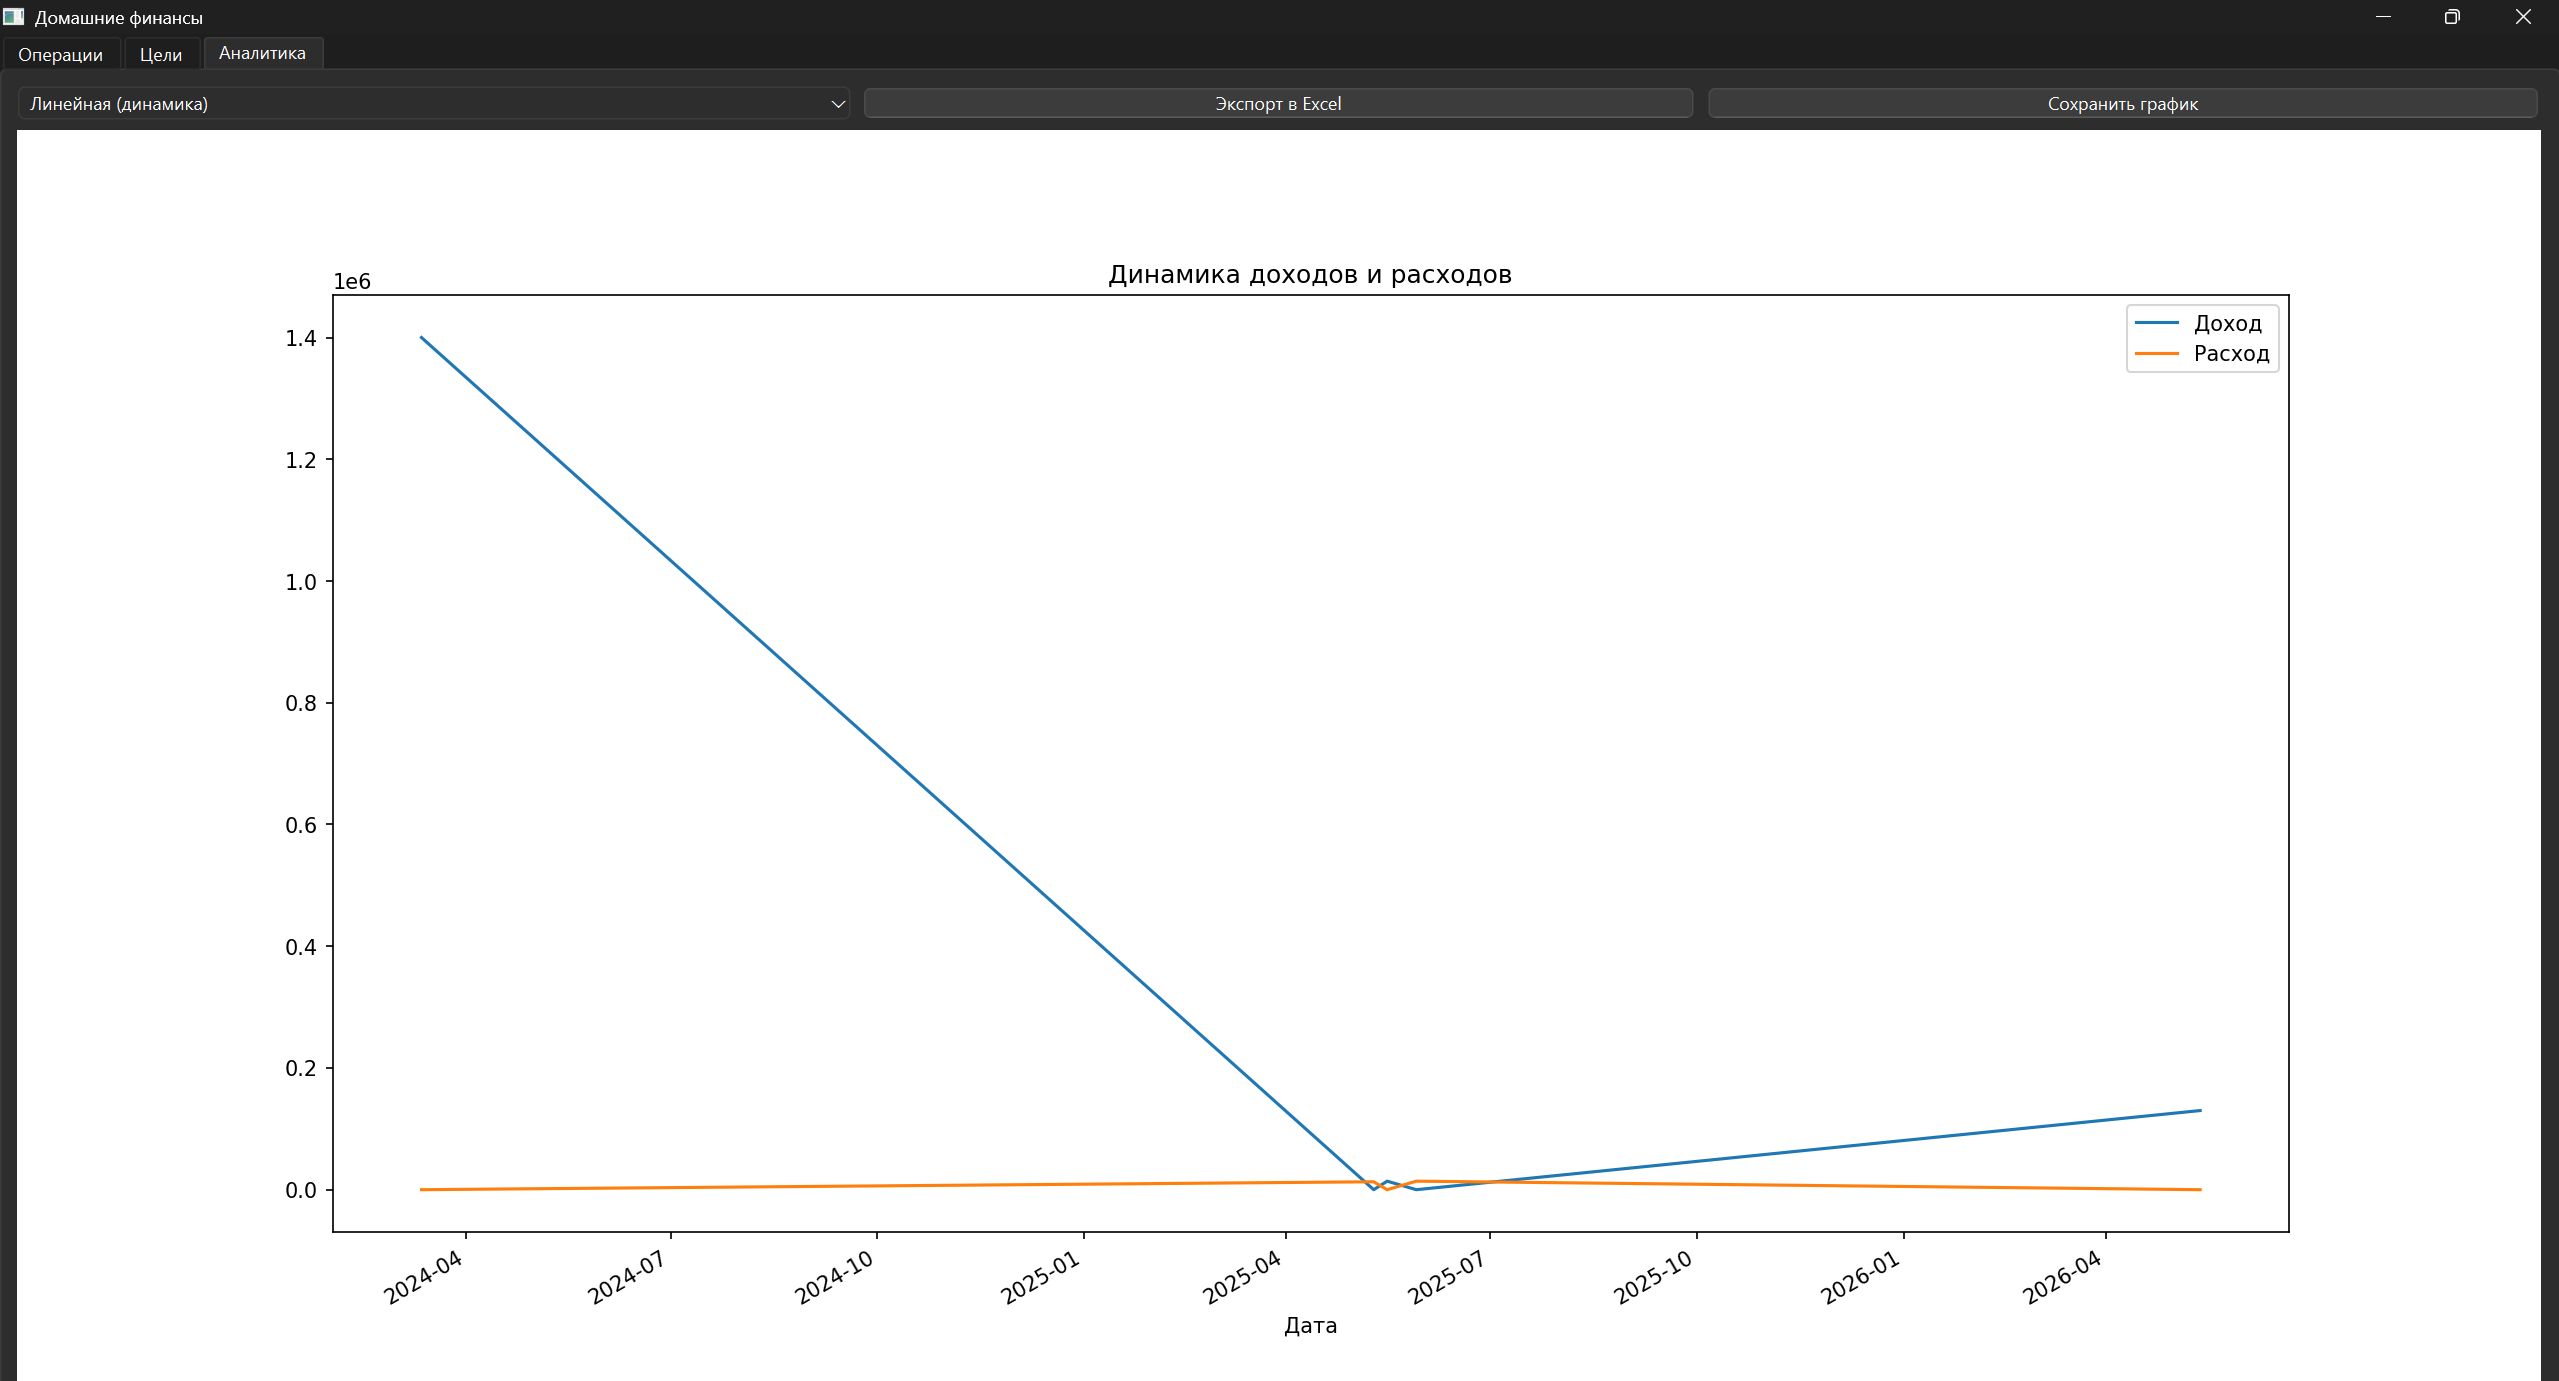 Домашние финансы
Операции
Цели
Аналитика
Линейная (динамика)
Экспорт в Excel
Сохранить график
Динамика доходов и расходов
1e6
Доход
Расход
1.4
1.2
1.0
0.8
0.6
0.4
0.2
0.0
2024-04
2024-07
2024-10
2025-01
2025-04
2025-07
2025-10
2026-01
2026-04
Дата